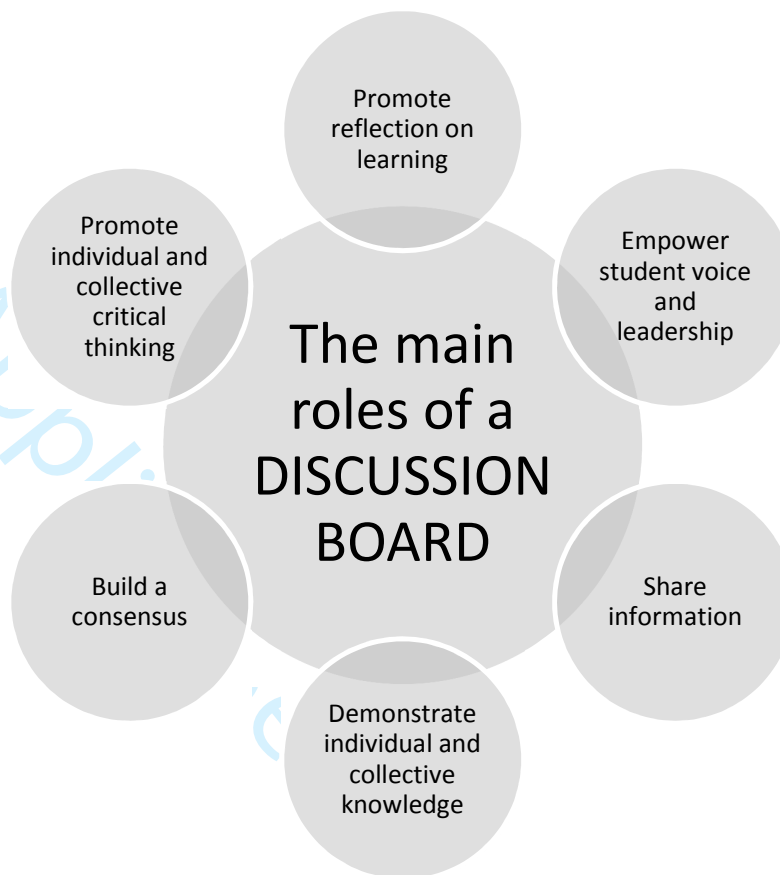 Promote
reflection on
learning
Empower
student voice
and
leadership
Share
information
Demonstrate
individual and
collective
knowledge
Build a
consensus
Promote
individual and
collective
critical
thinking
The main
roles of a
DISCUSSION
BOARD